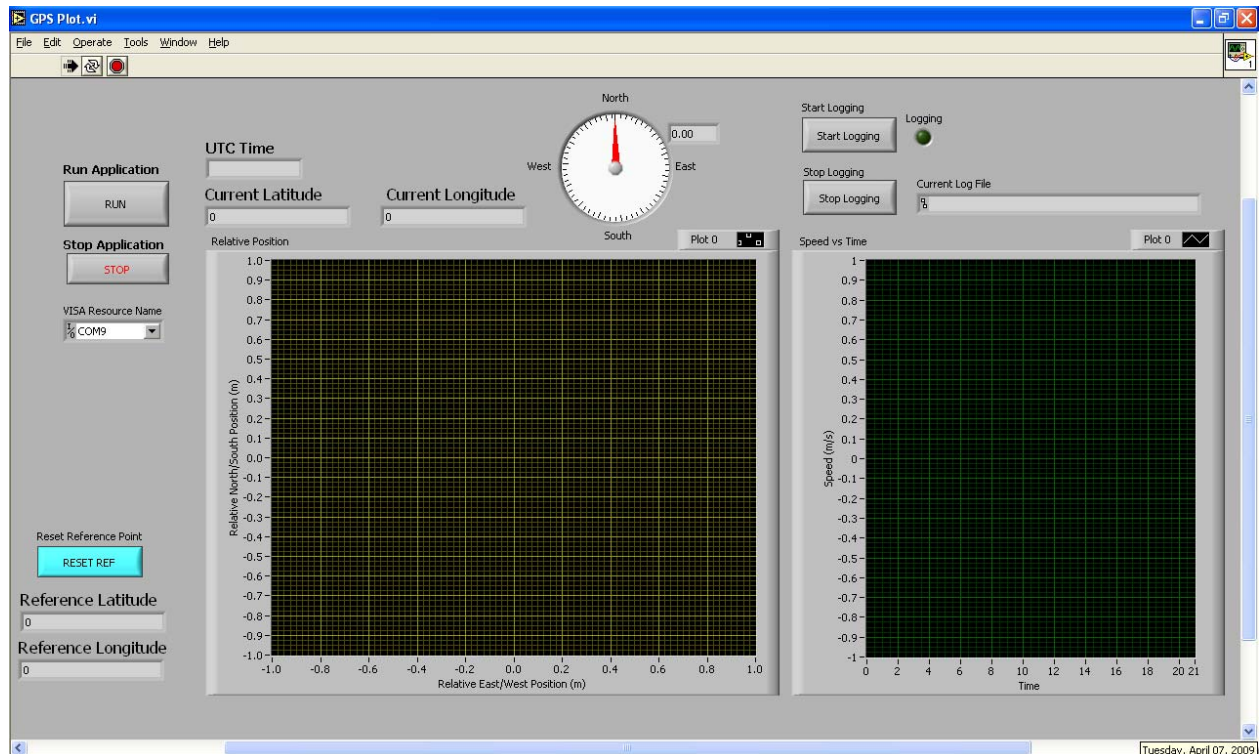 GPS Plot.vi
File Edit Operate Tools Window Help
1
North
0.00
West
East
South
Start Logging
Start Logging
Logging
Stop Logging
Stop Logging
Current Log File
UTC Time
Run Application
RUN
Current Latitude
0
Current Longitude
0
Stop Application
STOP
VISA Resource Name
COM9
Relative Position
Plot 0
1.0
0.9
0.8
0.7
0.6
0.5
0.4
0.3
0.2
0.1
0.0
-0.1
-0.2
-0.3
-0.4
-0.5
-0.6
-0.7
-0.8
-0.9
-1.0
Relative North/South Position (m)
-1.0 -0.8 -0.6 -0.4 -0.2 0.0 0.2 0.4 0.6 0.8 1.0
Relative East/West Position (m)
Speed vs Time
Plot 0
1
0.9
0.8
0.7
0.6
0.5
0.4
0.3
0.2
0.1
0
-0.1
-0.2
-0.3
-0.4
-0.5
-0.6
-0.7
-0.8
-0.9
-1
Speed (m/s)
0 2 4 6 8 10 12 14 16 18 20 21
Time
Reset Reference Point
RESET REF
Reference Latitude
0
Reference Longitude
0
Tuesday, April 07, 2009